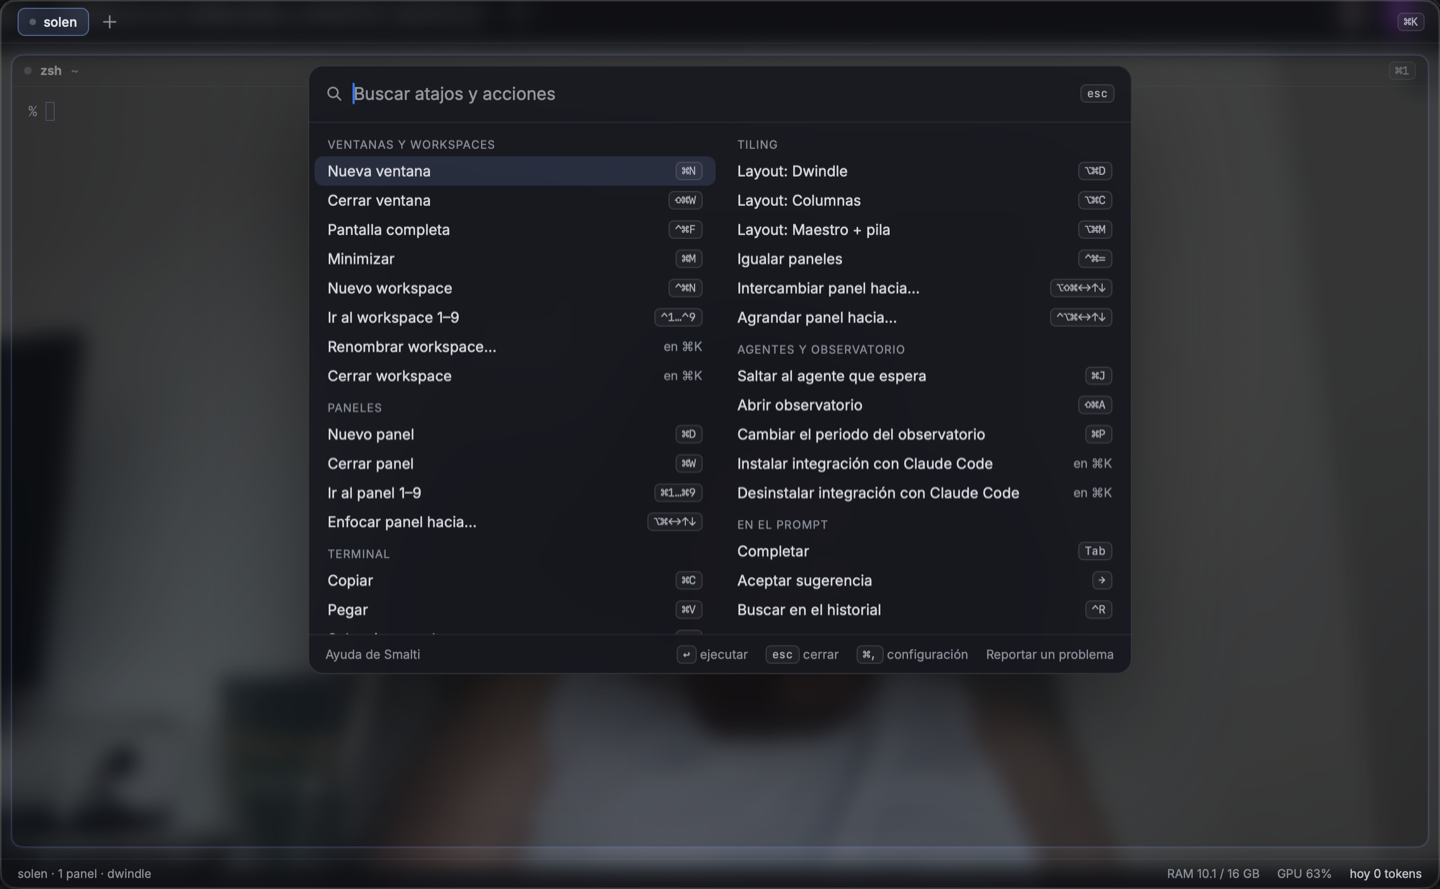 solen
⌘K
zsh ~
⌘1
%
Buscar atajos y acciones
esc
VENTANAS Y WORKSPACES
Nueva ventana ⌘N
Cerrar ventana ⇧⌘W
Pantalla completa ^⌘F
Minimizar ⌘M
Nuevo workspace ^⌘N
Ir al workspace 1–9 ^1…^9
Renombrar workspace… en ⌘K
Cerrar workspace en ⌘K
PANELES
Nuevo panel ⌘D
Cerrar panel ⌘W
Ir al panel 1–9 ⌘1…⌘9
Enfocar panel hacia… ⌥⌘↔↑↓
TERMINAL
Copiar ⌘C
Pegar ⌘V
TILING
Layout: Dwindle ⌥⌘D
Layout: Columnas ⌥⌘C
Layout: Maestro + pila ⌥⌘M
Igualar paneles ^⌘=
Intercambiar panel hacia… ⌥⇧⌘↔↑↓
Agrandar panel hacia… ^⌥⌘↔↑↓
AGENTES Y OBSERVATORIO
Saltar al agente que espera ⌘J
Abrir observatorio ⇧⌘A
Cambiar el periodo del observatorio ⌘P
Instalar integración con Claude Code en ⌘K
Desinstalar integración con Claude Code en ⌘K
EN EL PROMPT
Completar Tab
Aceptar sugerencia →
Buscar en el historial ^R
Ayuda de Smalti
↩ ejecutar esc cerrar ⌘, configuración Reportar un problema
solen · 1 panel · dwindle
RAM 10.1 / 16 GB GPU 63% hoy 0 tokens